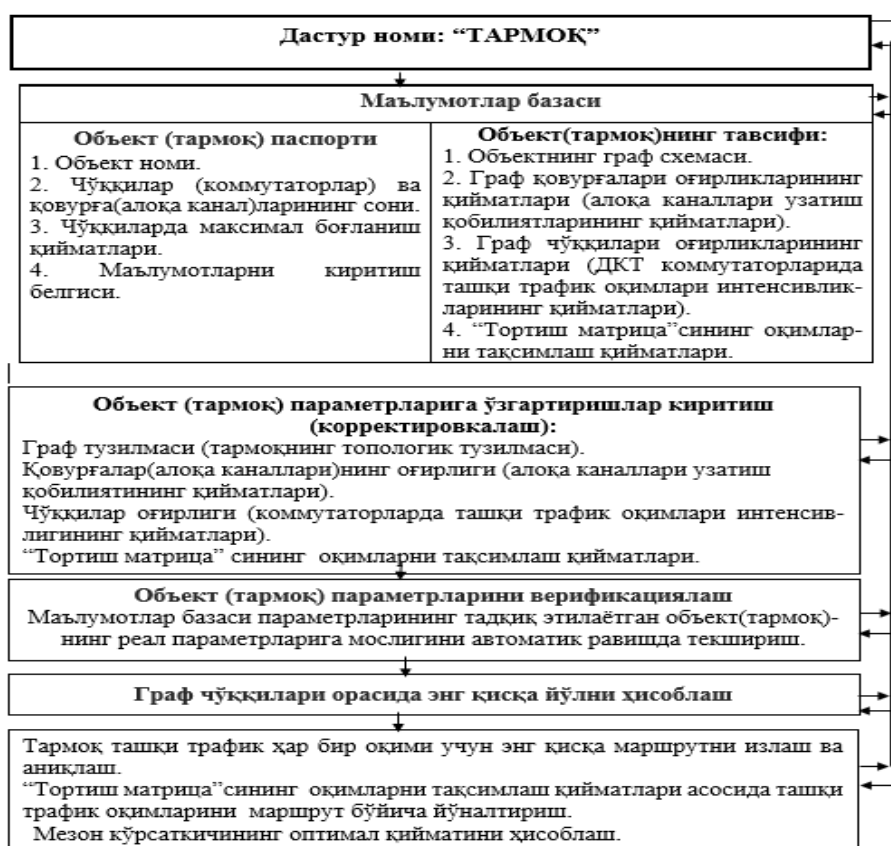 Дастур номи: “ТАРМОҚ”
Маълумотлар базаси
Объект (тармоқ) паспорти
1. Объект номи.
2. Чўққилар (коммутаторлар) ва
қовурға(алоқа канал)ларининг сони.
3. Чўққиларда максимал боғланиш
қийматлари.
4. Маълумотларни киритиш
белгиси.
Объект(тармоқ)нинг тавсифи:
1. Объектнинг граф схемаси.
2. Граф қовурғалари оғирликларининг
қийматлари (алоқа каналлари узатиш
қобилиятларининг қийматлари).
3. Граф чўққилари оғирликларининг
қийматлари (ДКТ коммутаторларида
ташқи трафик оқимлари интенсивлик-
ларининг қийматлари).
4. “Тортиш матрица”сининг оқимлар-
ни тақсимлаш қийматлари.
Объект (тармоқ) параметрларига ўзгартиришлар киритиш
(корректировкалаш):
Граф тузилмаси (тармоқнинг топологик тузилмаси).
Қовурғалар(алоқа каналлари)нинг оғирлиги (алоқа каналлари узатиш
қобилиятининг қийматлари).
Чўққилар оғирлиги (коммутаторларда ташқи трафик оқимлари интенсив-
лигининг қийматлари).
“Тортиш матрица” сининг оқимларни тақсимлаш қийматлари.
Объект (тармоқ) параметрларини верификациялаш
Маълумотлар базаси параметрларининг тадқиқ этилаётган объект(тармоқ)-
нинг реал параметрларига мослигини автоматик равишда текшириш.
Граф чўққилари орасида энг қисқа йўлни ҳисоблаш
Тармоқ ташқи трафик ҳар бир оқими учун энг қисқа маршрутни излаш ва
аниқлаш.
“Тортиш матрица”сининг оқимларни тақсимлаш қийматлари асосида ташқи
трафик оқимларини маршрут бўйича йўналтириш.
Мезон кўрсаткичининг оптимал қийматини ҳисоблаш.